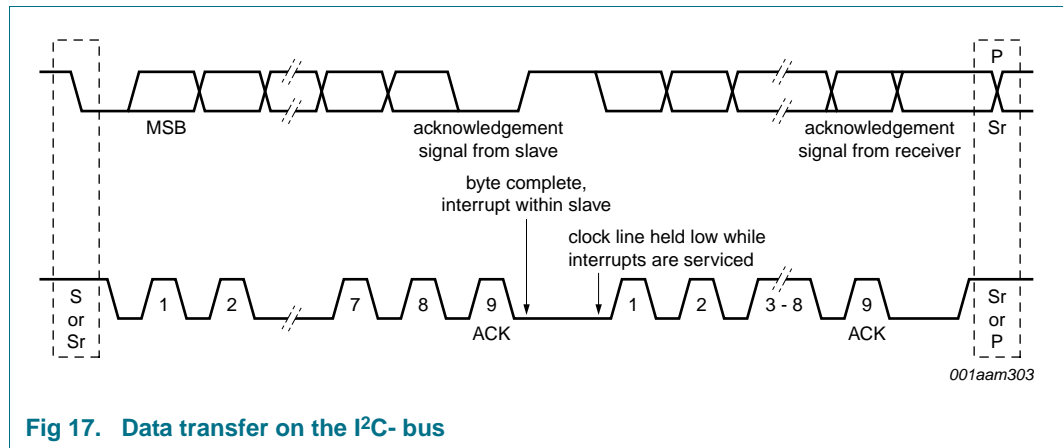 P
MSB
acknowledgement
signal from slave
acknowledgement
signal from receiver
Sr
byte complete,
interrupt within slave
clock line held low while
interrupts are serviced
S
or
Sr
1
2
7
8
9
ACK
1
2
3 - 8
9
ACK
Sr
or
P
001aam303
Fig 17. Data transfer on the I²C- bus